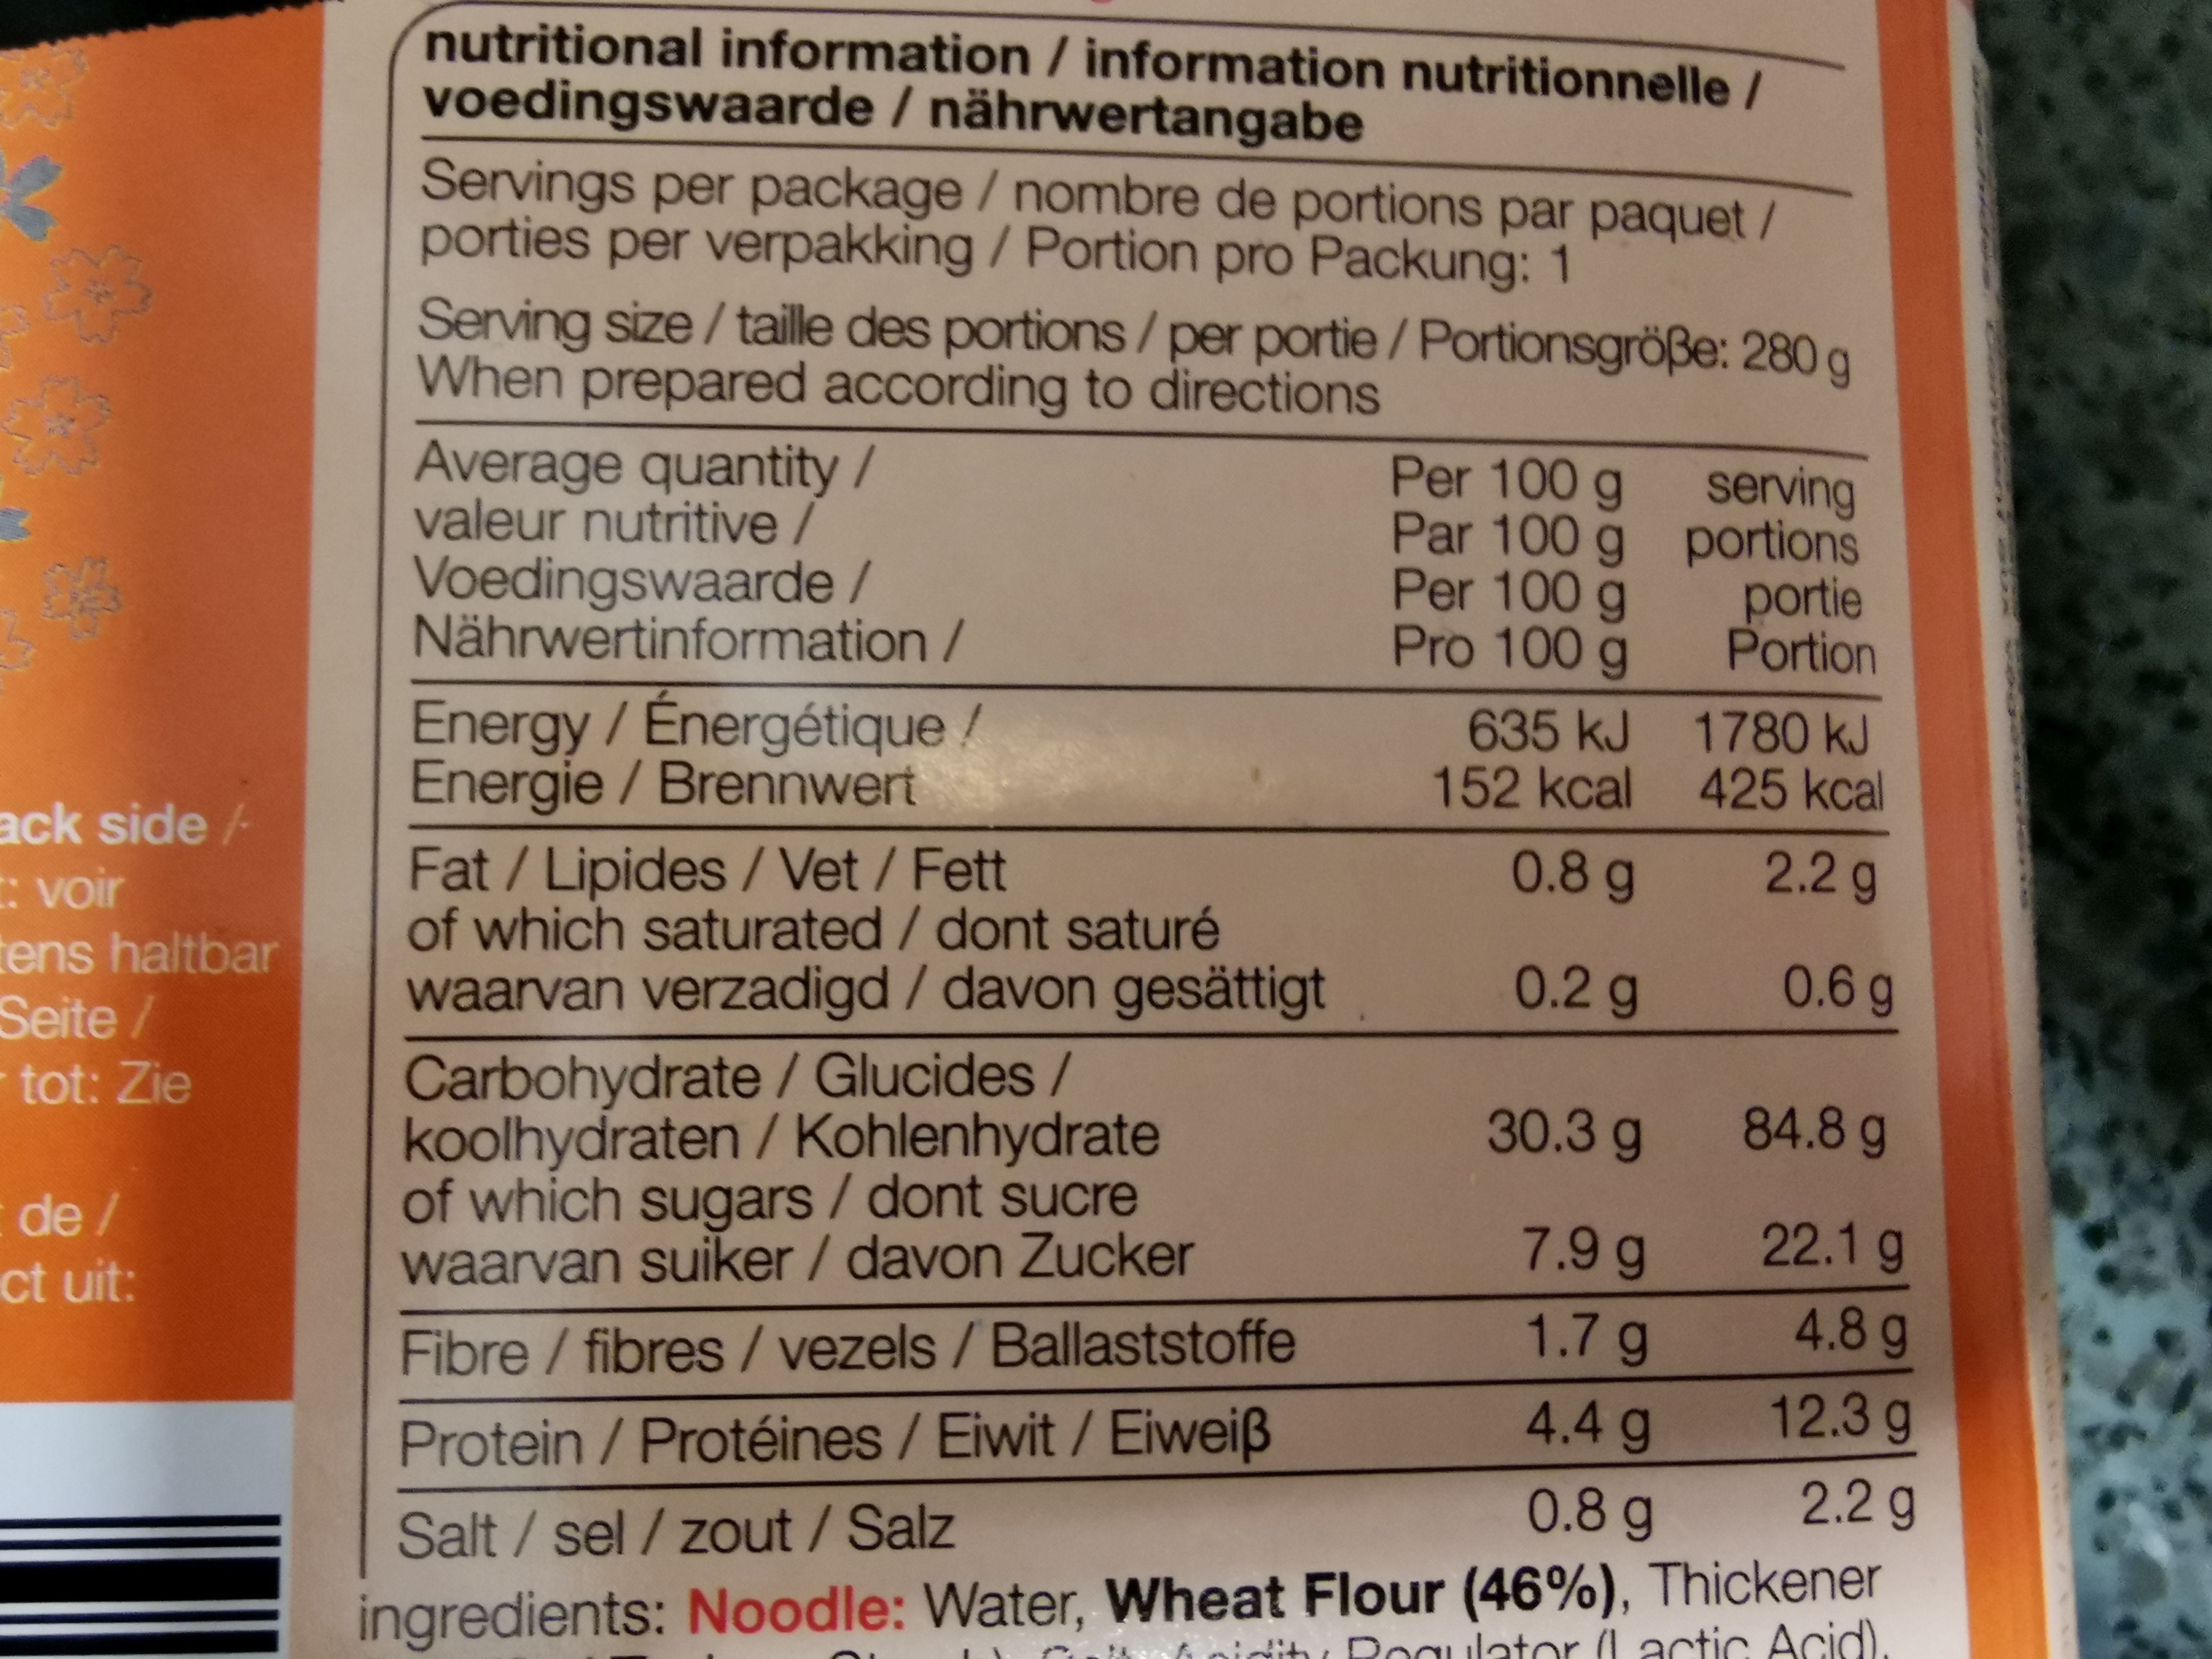 nutritional information / information nutritionnelle /
voedingswaarde / nährwertangabe
Servings per package / nombre de portions par paquet /
porties per verpakking / Portion pro Packung: 1
Serving size / taille des portions / per portie / Portionsgröße: 280 g
When prepared according to directions
Average quantity / Per 100 g serving
valeur nutritive / Par 100 g portions
Voedingswaarde / Per 100 g portie
Nährwertinformation / Pro 100 g Portion
Energy / Énergétique / 635 kJ 1780 kJ
Energie / Brennwert 152 kcal 425 kcal
Fat / Lipides / Vet / Fett 0.8 g 2.2 g
of which saturated / dont saturé
waarvan verzadigd / davon gesättigt 0.2 g 0.6 g
Carbohydrate / Glucides /
koolhydraten / Kohlenhydrate 30.3 g 84.8 g
of which sugars / dont sucre
waarvan suiker / davon Zucker 7.9 g 22.1 g
Fibre / fibres / vezels / Ballaststoffe 1.7 g 4.8 g
Protein / Protéines / Eiwit / Eiweiß 4.4 g 12.3 g
Salt / sel / zout / Salz 0.8 g 2.2 g
ingredients: Noodle: Water, Wheat Flour (46%), Thickener
Regulator (Lactic Acid),
side /
: voir
haltbar
Seite /
tot: Zie
de /
uit: